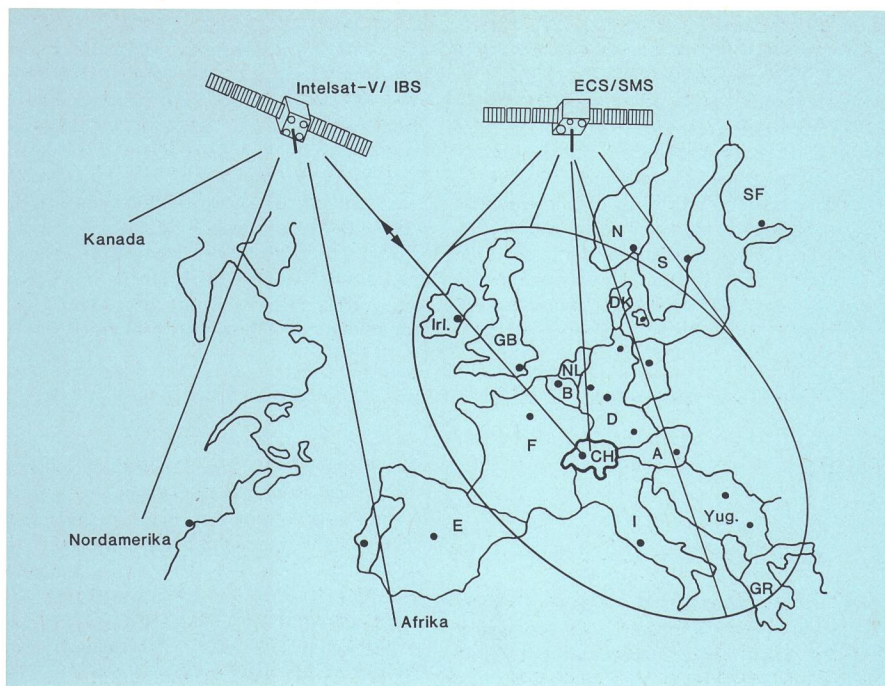 Intelsat-V/ IBS
ECS/SMS
Kanada
N
SF
S
DK
Irl.
GB
NL
B
D
F
CH
A
E
I
Yug.
Nordamerika
GR
Afrika